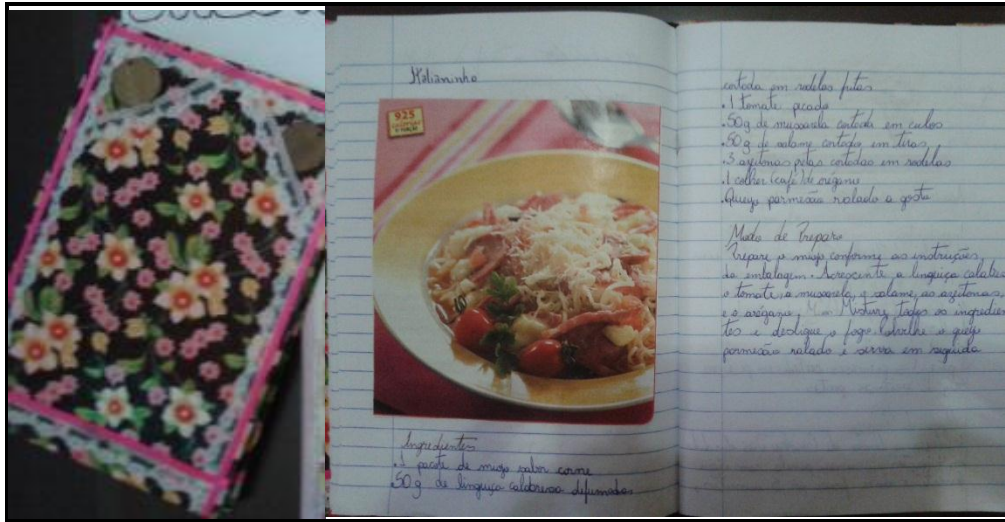 Italianinho
925
Ingredientes
.1 pacote de miojo sabor carne
.50 g de linguiça calabresa defumada
cortada em rodelas fritas
.1 tomate picado
.50g de mussarela cortada em cubos
.50 g de salame cortado em tiras
.3 azeitonas pretas cortadas em rodelas
.1 colher (café) de orégano
.Queijo parmesão ralado a gosto
Modo de Preparo
Prepare o miojo conforme as instruções
da embalagem. Acrescente a linguiça calabre
o tomate, a mussarela, o salame, as azeitonas
e o orégano. Misture todos os ingredien
tes e desligue o fogo. Polvilhe o queijo
parmesão ralado e sirva em seguida